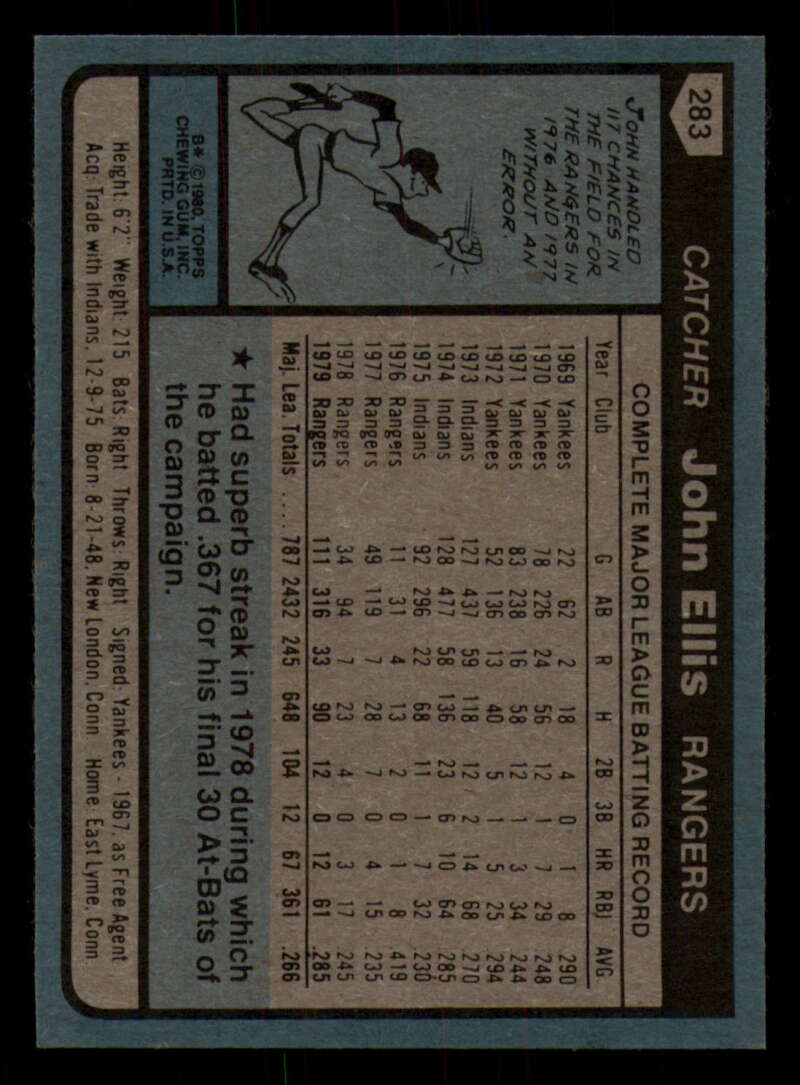 283
CATCHER John Ellis RANGERS
JOHN HANDLED
117 CHANCES IN
THE FIELD FOR
THE RANGERS IN
1976 AND 1977
WITHOUT AN
ERROR.
B* © 1980, TOPPS
CHEWING GUM, INC.
PRTD. IN U.S.A.
COMPLETE MAJOR LEAGUE BATTING RECORD
Year Club G AB R H 2B 3B HR RBI AVG
1969 Yankees 22 62 2 18 4 0 1 8 .290
1970 Yankees 78 226 24 56 12 1 7 29 .248
1971 Yankees 83 238 16 58 12 1 3 34 .244
1972 Yankees 52 136 13 40 5 1 5 25 .294
1973 Indians 127 437 59 118 12 2 14 68 .270
1974 Indians 128 477 58 136 23 6 10 64 .285
1975 Indians 92 296 22 68 11 1 7 32 .230
1976 Rangers 11 31 4 13 2 0 1 8 .419
1977 Rangers 49 119 7 28 7 0 4 15 .235
1978 Rangers 34 94 7 23 4 0 3 17 .245
1979 Rangers 111 316 33 90 12 0 12 61 .285
Maj. Lea. Totals ..... 787 2432 245 648 104 12 67 361 .266
★ Had superb streak in 1978 during which
he batted .367 for his final 30 At-Bats of
the campaign.
Height: 6'2" Weight: 215 Bats: Right Throws: Right Signed: Yankees - 1967, as Free Agent
Acq: Trade with Indians, 12-9-75 Born: 8-21-48, New London, Conn. Home: East Lyme, Conn.